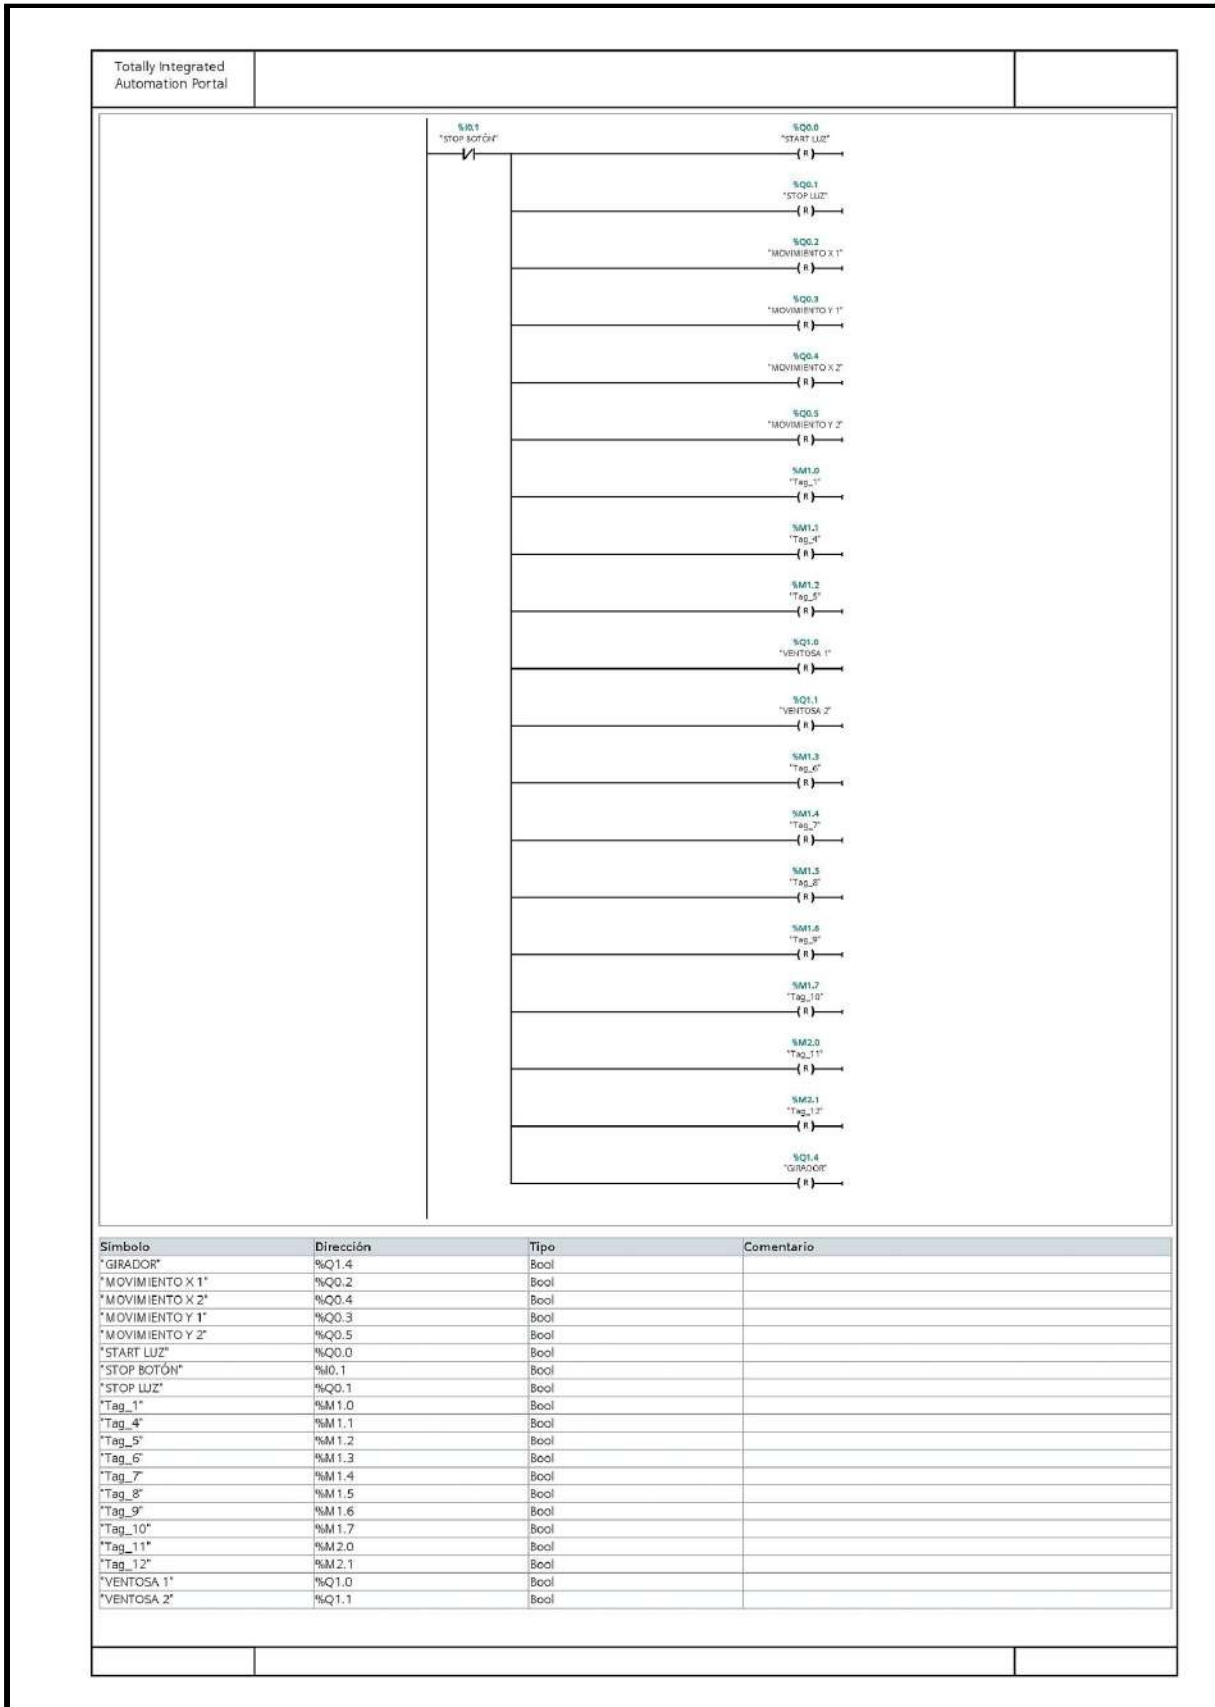 Totally Integrated
Automation Portal
%I0.1
"STOP BOTÓN"
%Q0.0
"START LUZ"
( R )
%Q0.1
"STOP LUZ"
( R )
%Q0.2
"MOVIMIENTO X 1"
( R )
%Q0.3
"MOVIMIENTO Y 1"
( R )
%Q0.4
"MOVIMIENTO X 2"
( R )
%Q0.5
"MOVIMIENTO Y 2"
( R )
%M1.0
"Tag_1"
( R )
%M1.1
"Tag_4"
( R )
%M1.2
"Tag_5"
( R )
%Q1.0
"VENTOSA 1"
( R )
%Q1.1
"VENTOSA 2"
( R )
%M1.3
"Tag_6"
( R )
%M1.4
"Tag_7"
( R )
%M1.5
"Tag_8"
( R )
%M1.6
"Tag_9"
( R )
%M1.7
"Tag_10"
( R )
%M2.0
"Tag_11"
( R )
%M2.1
"Tag_12"
( R )
%Q1.4
"GIRADOR"
( R )
Símbolo Dirección Tipo Comentario
"GIRADOR" %Q1.4 Bool
"MOVIMIENTO X 1" %Q0.2 Bool
"MOVIMIENTO X 2" %Q0.4 Bool
"MOVIMIENTO Y 1" %Q0.3 Bool
"MOVIMIENTO Y 2" %Q0.5 Bool
"START LUZ" %Q0.0 Bool
"STOP BOTÓN" %I0.1 Bool
"STOP LUZ" %Q0.1 Bool
"Tag_1" %M1.0 Bool
"Tag_4" %M1.1 Bool
"Tag_5" %M1.2 Bool
"Tag_6" %M1.3 Bool
"Tag_7" %M1.4 Bool
"Tag_8" %M1.5 Bool
"Tag_9" %M1.6 Bool
"Tag_10" %M1.7 Bool
"Tag_11" %M2.0 Bool
"Tag_12" %M2.1 Bool
"VENTOSA 1" %Q1.0 Bool
"VENTOSA 2" %Q1.1 Bool